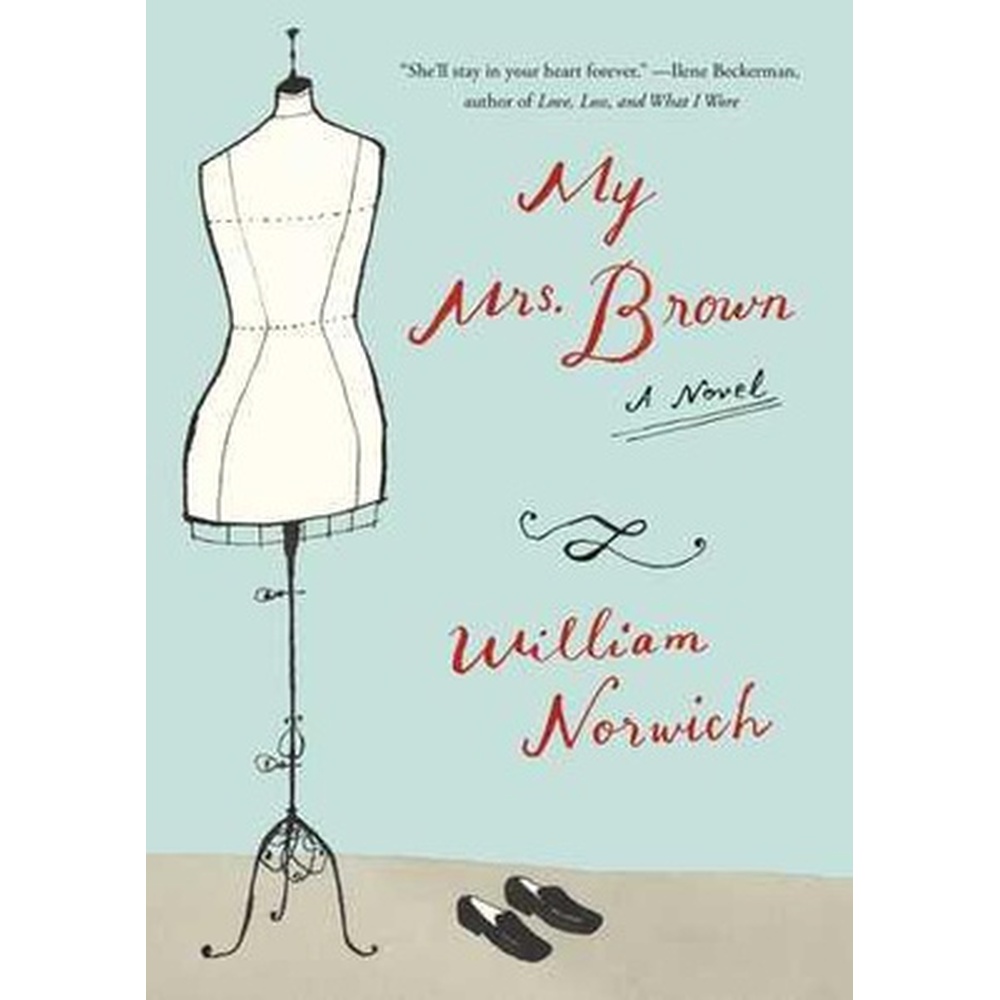 “She’ll stay in your heart forever.” —Ilene Beckerman,
author of Love, Loss, and What I Wore
My
Mrs. Brown
A Novel
William
Norwich